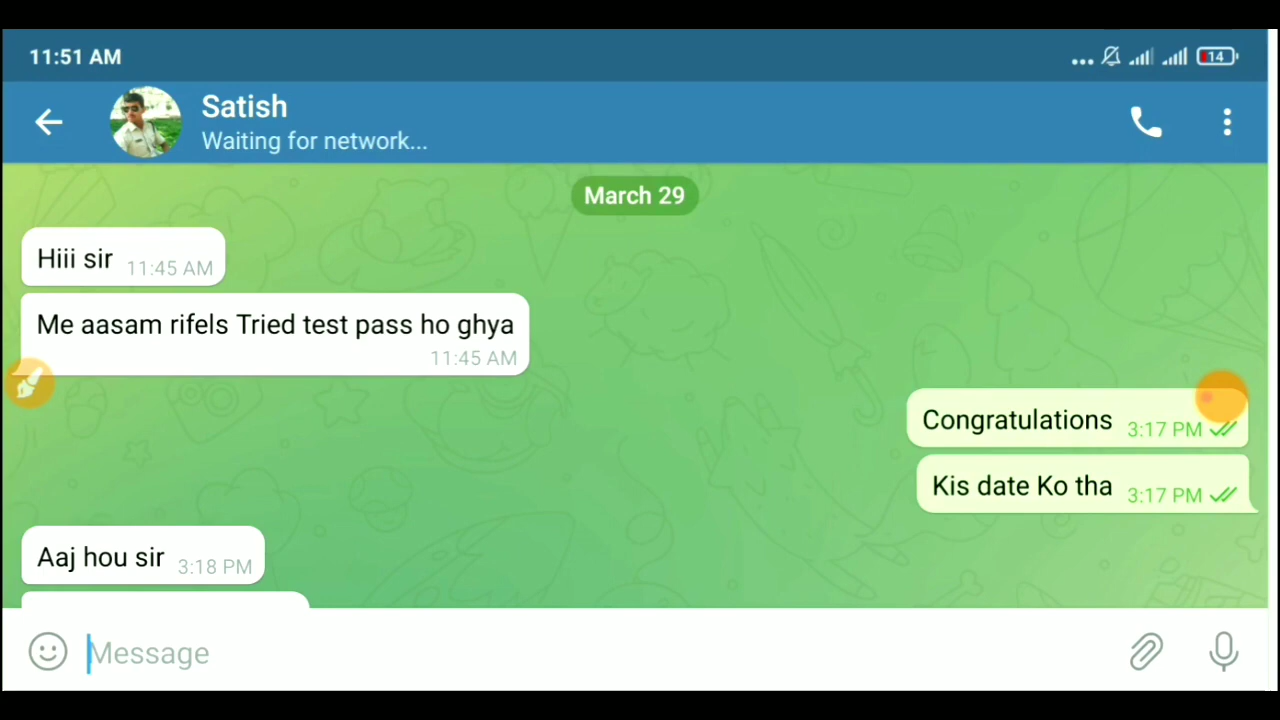 11:51 AM
14
Satish
Waiting for network...
March 29
Hiii sir 11:45 AM
Me aasam rifels Tried test pass ho ghya
11:45 AM
Congratulations 3:17 PM
Kis date Ko tha 3:17 PM
Aaj hou sir 3:18 PM
Message